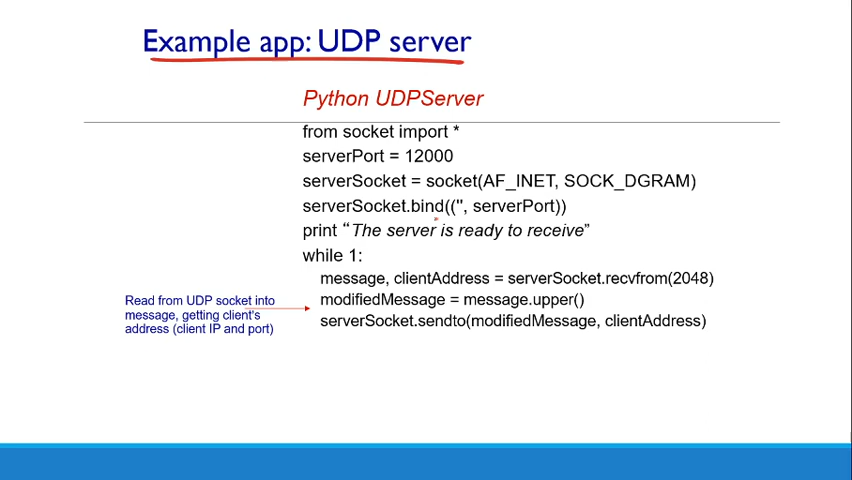 Example app: UDP server
Python UDPServer
from socket import *
serverPort = 12000
serverSocket = socket(AF_INET, SOCK_DGRAM)
serverSocket.bind(('', serverPort))
print “The server is ready to receive”
while 1:
message, clientAddress = serverSocket.recvfrom(2048)
modifiedMessage = message.upper()
serverSocket.sendto(modifiedMessage, clientAddress)
Read from UDP socket into
message, getting client's
address (client IP and port)